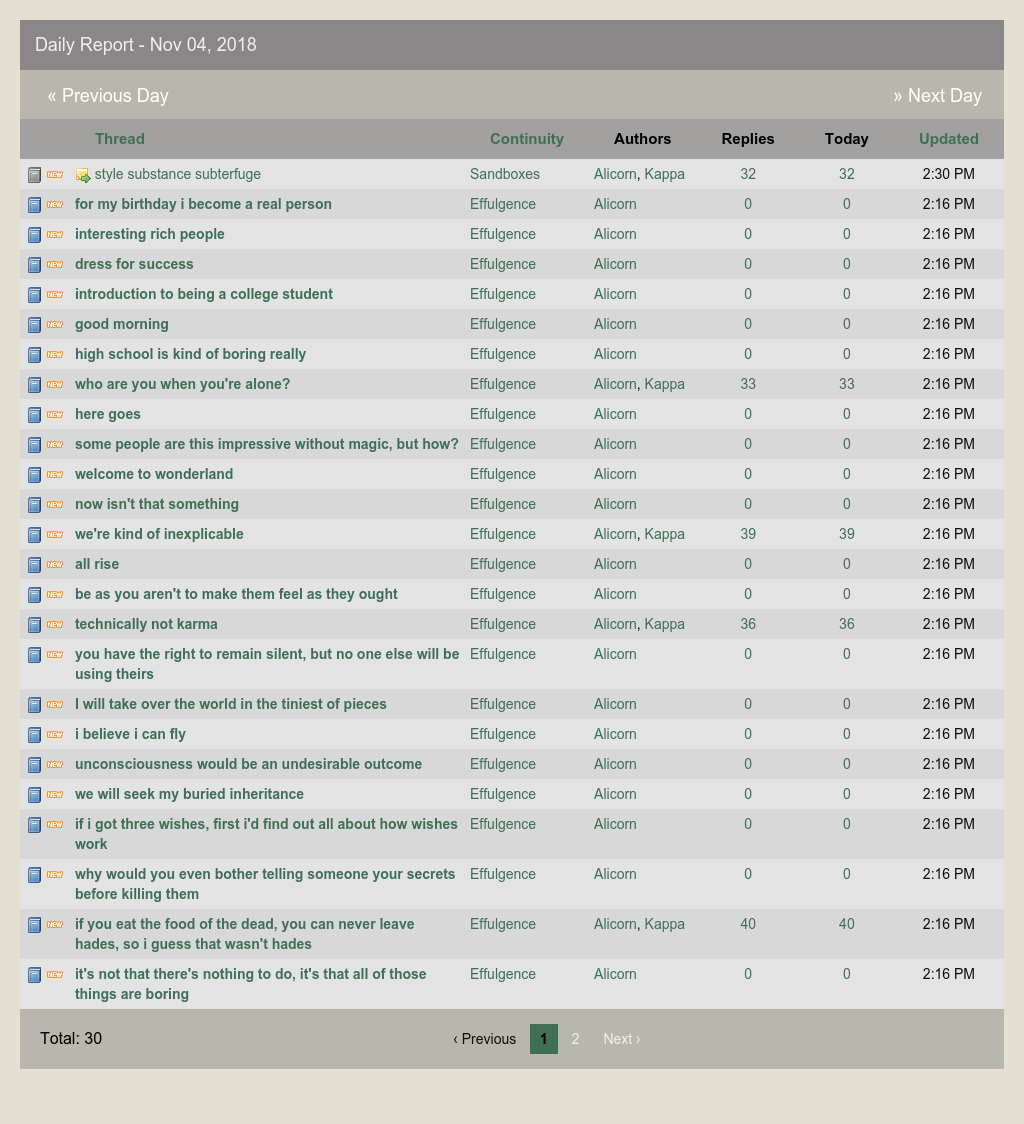 Daily Report - Nov 04, 2018
« Previous Day » Next Day
Thread Continuity Authors Replies Today Updated
NEW style substance subterfuge Sandboxes Alicorn, Kappa 32 32 2:30 PM
NEW for my birthday i become a real person Effulgence Alicorn 0 0 2:16 PM
NEW interesting rich people Effulgence Alicorn 0 0 2:16 PM
NEW dress for success Effulgence Alicorn 0 0 2:16 PM
NEW introduction to being a college student Effulgence Alicorn 0 0 2:16 PM
NEW good morning Effulgence Alicorn 0 0 2:16 PM
NEW high school is kind of boring really Effulgence Alicorn 0 0 2:16 PM
NEW who are you when you're alone? Effulgence Alicorn, Kappa 33 33 2:16 PM
NEW here goes Effulgence Alicorn 0 0 2:16 PM
NEW some people are this impressive without magic, but how? Effulgence Alicorn 0 0 2:16 PM
NEW welcome to wonderland Effulgence Alicorn 0 0 2:16 PM
NEW now isn't that something Effulgence Alicorn 0 0 2:16 PM
NEW we're kind of inexplicable Effulgence Alicorn, Kappa 39 39 2:16 PM
NEW all rise Effulgence Alicorn 0 0 2:16 PM
NEW be as you aren't to make them feel as they ought Effulgence Alicorn 0 0 2:16 PM
NEW technically not karma Effulgence Alicorn, Kappa 36 36 2:16 PM
NEW you have the right to remain silent, but no one else will be Effulgence Alicorn 0 0 2:16 PM
using theirs
NEW I will take over the world in the tiniest of pieces Effulgence Alicorn 0 0 2:16 PM
NEW i believe i can fly Effulgence Alicorn 0 0 2:16 PM
NEW unconsciousness would be an undesirable outcome Effulgence Alicorn 0 0 2:16 PM
NEW we will seek my buried inheritance Effulgence Alicorn 0 0 2:16 PM
NEW if i got three wishes, first i'd find out all about how wishes Effulgence Alicorn 0 0 2:16 PM
work
NEW why would you even bother telling someone your secrets Effulgence Alicorn 0 0 2:16 PM
before killing them
NEW if you eat the food of the dead, you can never leave Effulgence Alicorn, Kappa 40 40 2:16 PM
hades, so i guess that wasn't hades
NEW it's not that there's nothing to do, it's that all of those Effulgence Alicorn 0 0 2:16 PM
things are boring
Total: 30 ‹ Previous 1 2 Next ›